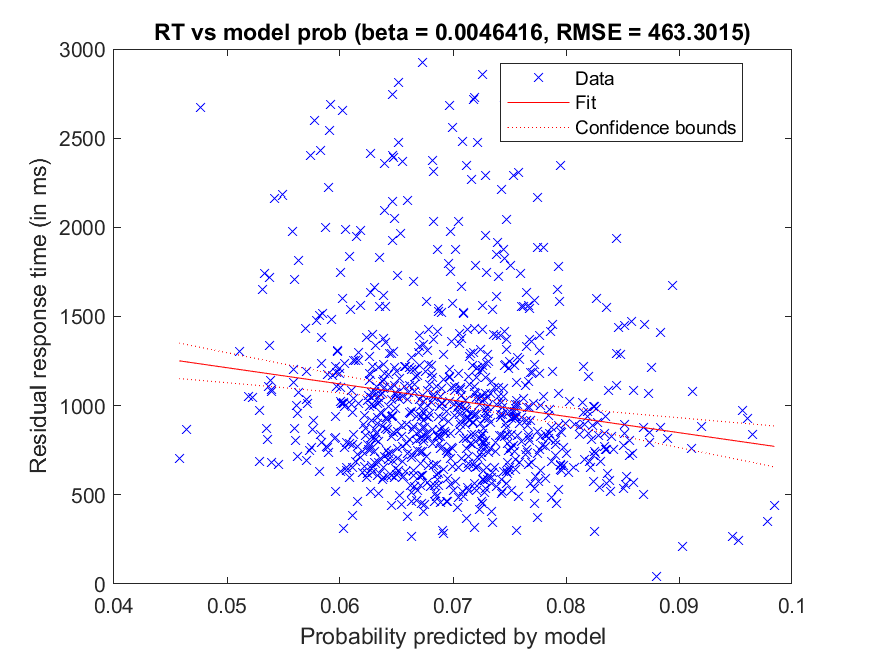 RT vs model prob (beta = 0.0046416, RMSE = 463.3015)
3000
2500
2000
1500
1000
500
0
Residual response time (in ms)
Data
Fit
Confidence bounds
0.04 0.05 0.06 0.07 0.08 0.09 0.1
Probability predicted by model